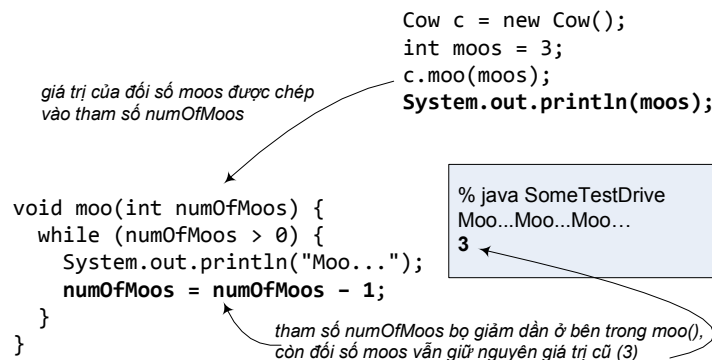 Cow c = new Cow();
int moos = 3;
c.moo(moos);
System.out.println(moos);
giá trị của đối số moos được chép
vào tham số numOfMoos
void moo(int numOfMoos) {
while (numOfMoos > 0) {
System.out.println("Moo...");
numOfMoos = numOfMoos – 1;
}
}
% java SomeTestDrive
Moo...Moo...Moo…
3
tham số numOfMoos bọ giảm dần ở bên trong moo(),
còn đối số moos vẫn giữ nguyên giá trị cũ (3)